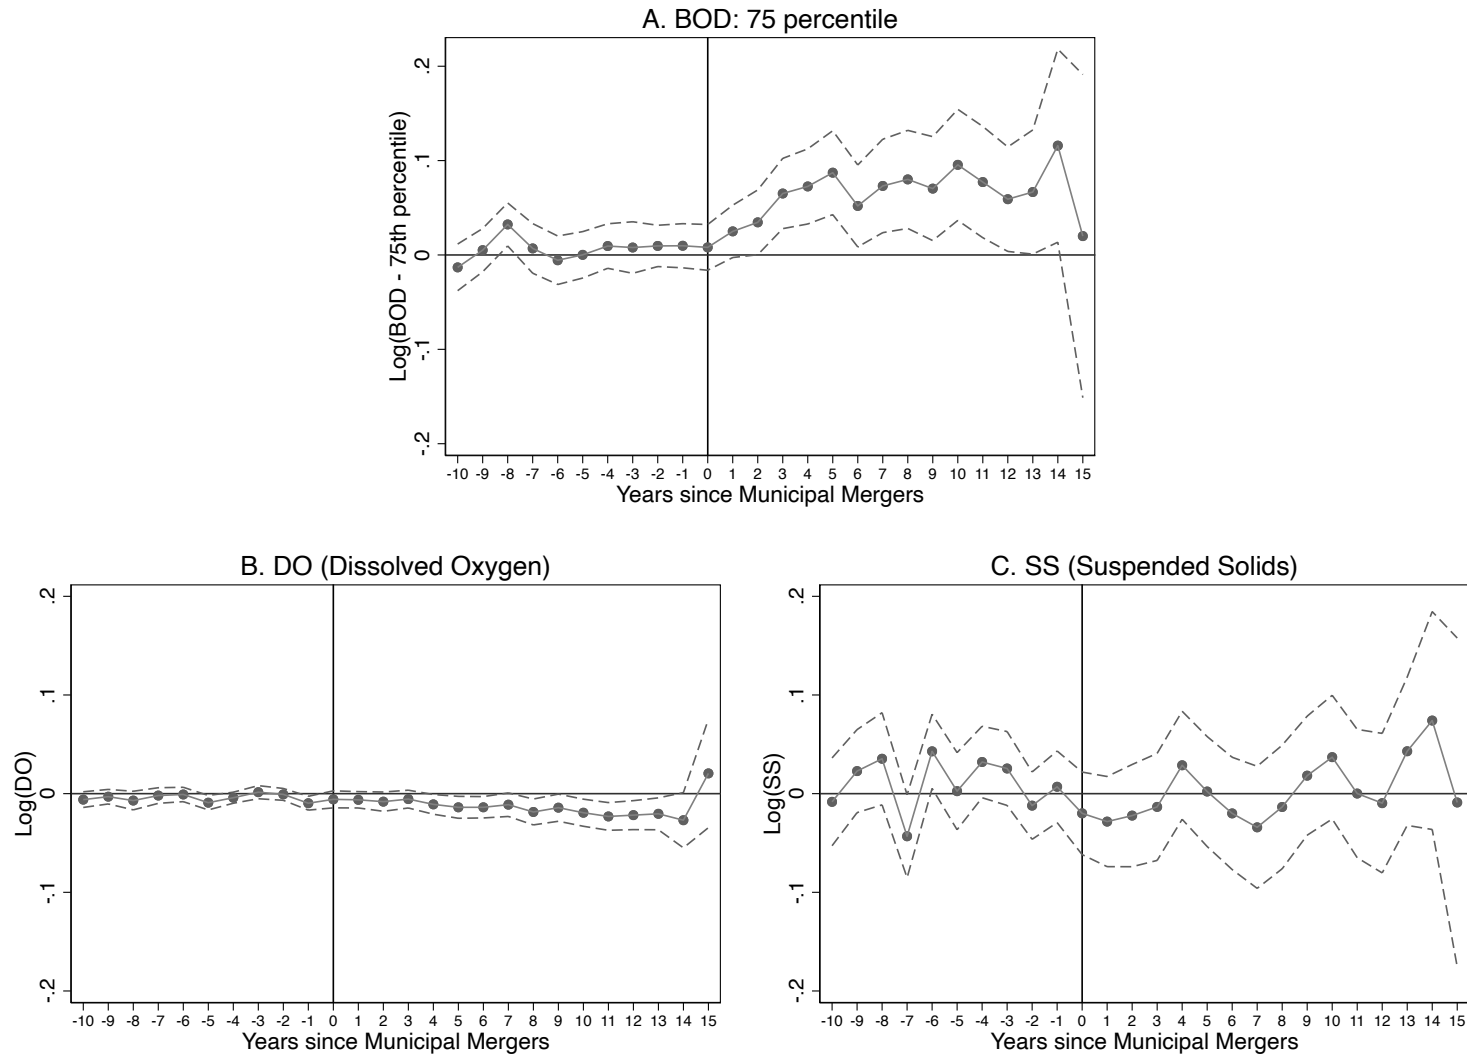 A. BOD: 75 percentile
Log(BOD - 75th percentile)
.2
.1
0
-.1
-.2
-10 -9 -8 -7 -6 -5 -4 -3 -2 -1 0 1 2 3 4 5 6 7 8 9 10 11 12 13 14 15
Years since Municipal Mergers
B. DO (Dissolved Oxygen)
Log(DO)
.2
.1
0
-.1
-.2
-10 -9 -8 -7 -6 -5 -4 -3 -2 -1 0 1 2 3 4 5 6 7 8 9 10 11 12 13 14 15
Years since Municipal Mergers
C. SS (Suspended Solids)
Log(SS)
.2
.1
0
-.1
-.2
-10 -9 -8 -7 -6 -5 -4 -3 -2 -1 0 1 2 3 4 5 6 7 8 9 10 11 12 13 14 15
Years since Municipal Mergers